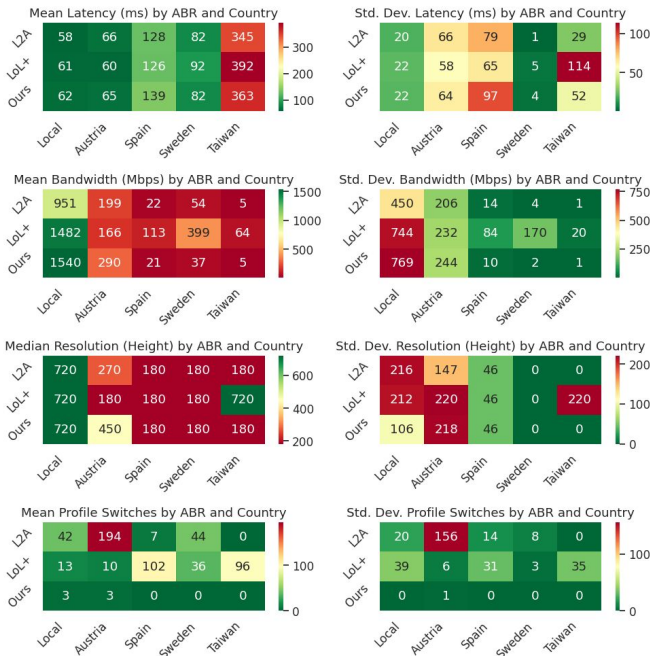 Mean Latency (ms) by ABR and Country
L2A 58 66 128 82 345
LoL+ 61 60 126 92 392
Ours 62 65 139 82 363
Local Austria Spain Sweden Taiwan
300
200
100
Std. Dev. Latency (ms) by ABR and Country
L2A 20 66 79 1 29
LoL+ 22 58 65 5 114
Ours 22 64 97 4 52
Local Austria Spain Sweden Taiwan
100
50
Mean Bandwidth (Mbps) by ABR and Country
L2A 951 199 22 54 5
LoL+ 1482 166 113 399 64
Ours 1540 290 21 37 5
Local Austria Spain Sweden Taiwan
1500
1000
500
Std. Dev. Bandwidth (Mbps) by ABR and Country
L2A 450 206 14 4 1
LoL+ 744 232 84 170 20
Ours 769 244 10 2 1
Local Austria Spain Sweden Taiwan
750
500
250
Median Resolution (Height) by ABR and Country
L2A 720 270 180 180 180
LoL+ 720 180 180 180 720
Ours 720 450 180 180 180
Local Austria Spain Sweden Taiwan
600
400
200
Std. Dev. Resolution (Height) by ABR and Country
L2A 216 147 46 0 0
LoL+ 212 220 46 0 220
Ours 106 218 46 0 0
Local Austria Spain Sweden Taiwan
200
100
0
Mean Profile Switches by ABR and Country
L2A 42 194 7 44 0
LoL+ 13 10 102 36 96
Ours 3 3 0 0 0
Local Austria Spain Sweden Taiwan
100
0
Std. Dev. Profile Switches by ABR and Country
L2A 20 156 14 8 0
LoL+ 39 6 31 3 35
Ours 0 1 0 0 0
Local Austria Spain Sweden Taiwan
100
0